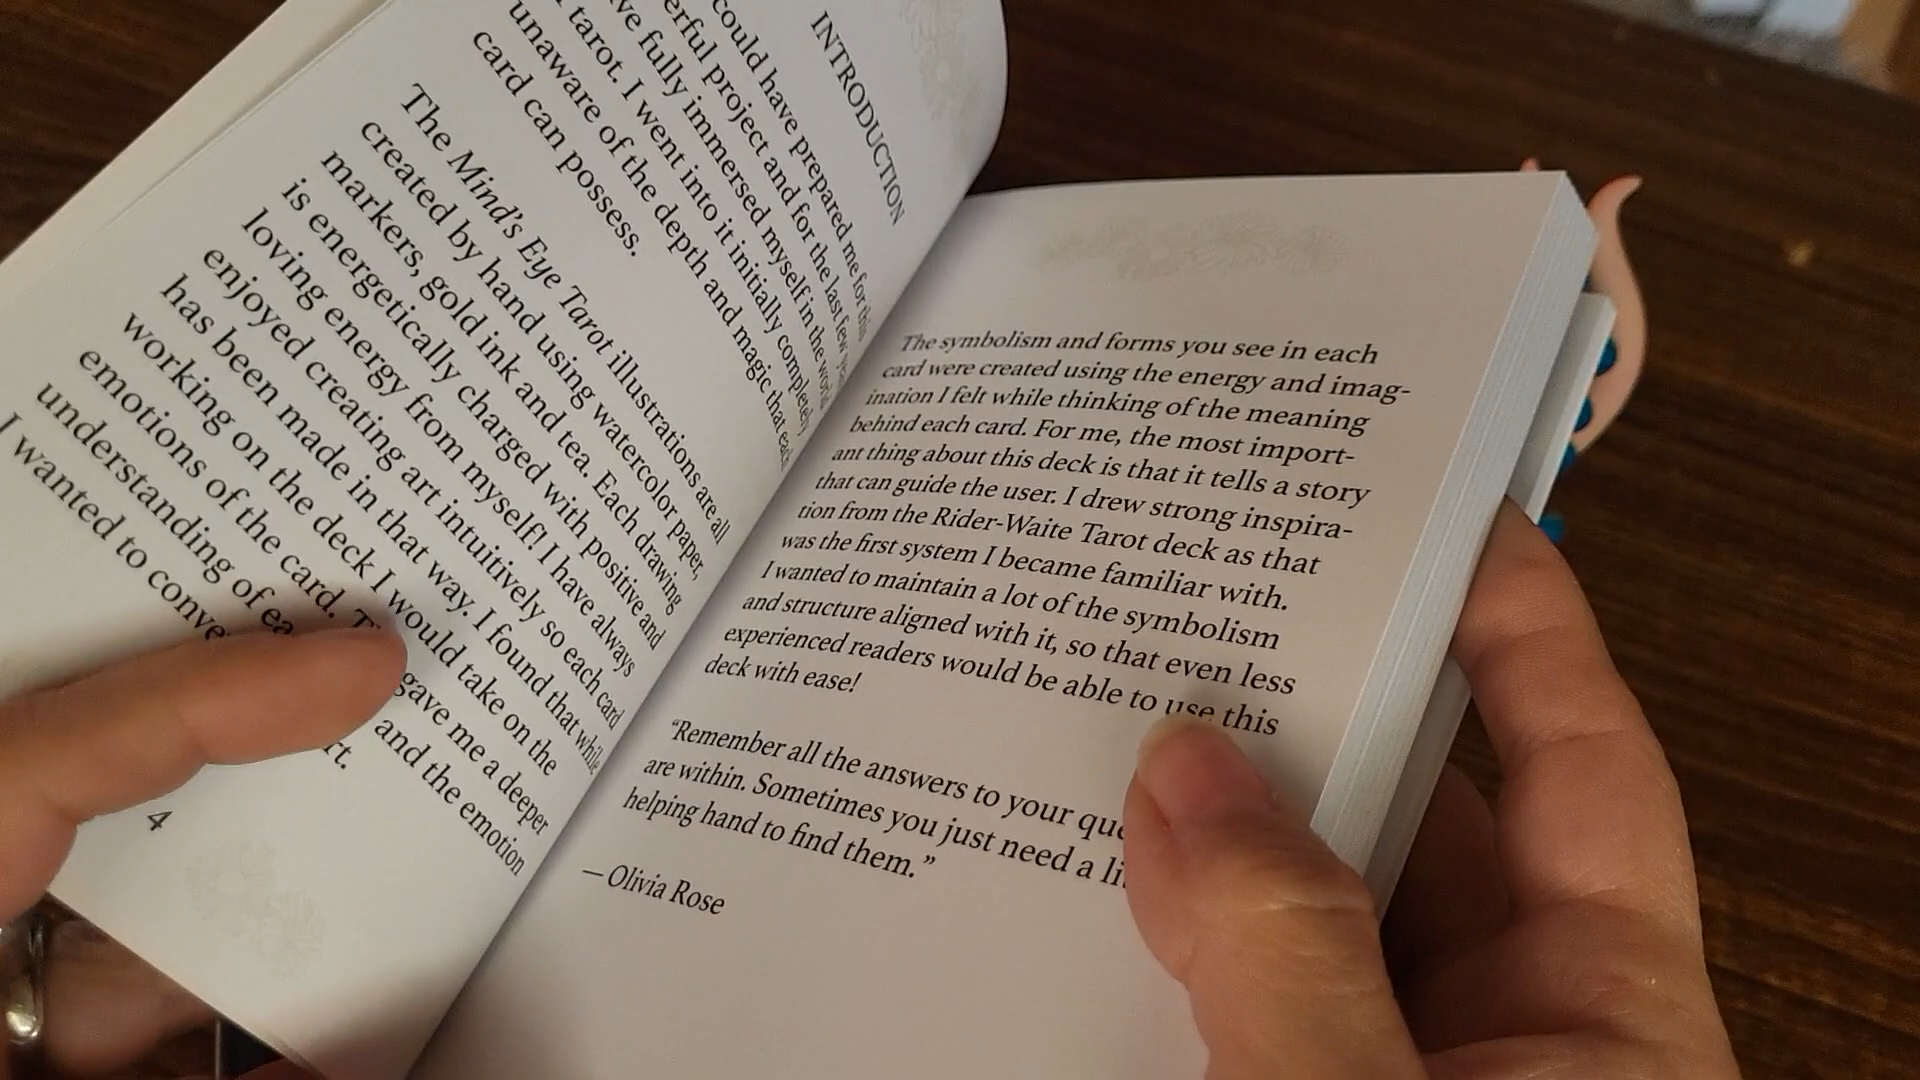 INTRODUCTION
could have prepared me for this
erful project and for the last few
ve fully immersed myself in the world
tarot. I went into it initially completely
unaware of the depth and magic that each
card can possess.
The Mind's Eye Tarot illustrations are all
created by hand using watercolor paper,
markers, gold ink and tea. Each drawing
is energetically charged with positive and
loving energy from myself! I have always
enjoyed creating art intuitively so each card
has been made in that way. I found that while
working on the deck I would take on the
emotions of the card. gave me a deeper
understanding of and the emotion
I wanted to
4
The symbolism and forms you see in each
card were created using the energy and imag-
ination I felt while thinking of the meaning
behind each card. For me, the most import-
ant thing about this deck is that it tells a story
that can guide the user. I drew strong inspira-
tion from the Rider-Waite Tarot deck as that
was the first system I became familiar with.
I wanted to maintain a lot of the symbolism
and structure aligned with it, so that even less
experienced readers would be able to use this
deck with ease!
“Remember all the answers to your
are within. Sometimes you just need a
helping hand to find them.”
— Olivia Rose